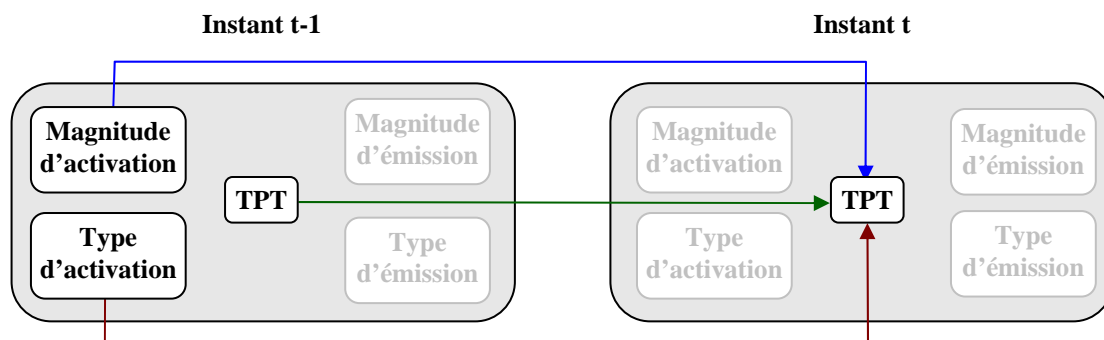 Instant t-1
Instant t
Magnitude
d'activation
Magnitude
d'émission
TPT
Type
d'activation
Type
d'émission
Magnitude
d'activation
Magnitude
d'émission
TPT
Type
d'activation
Type
d'émission